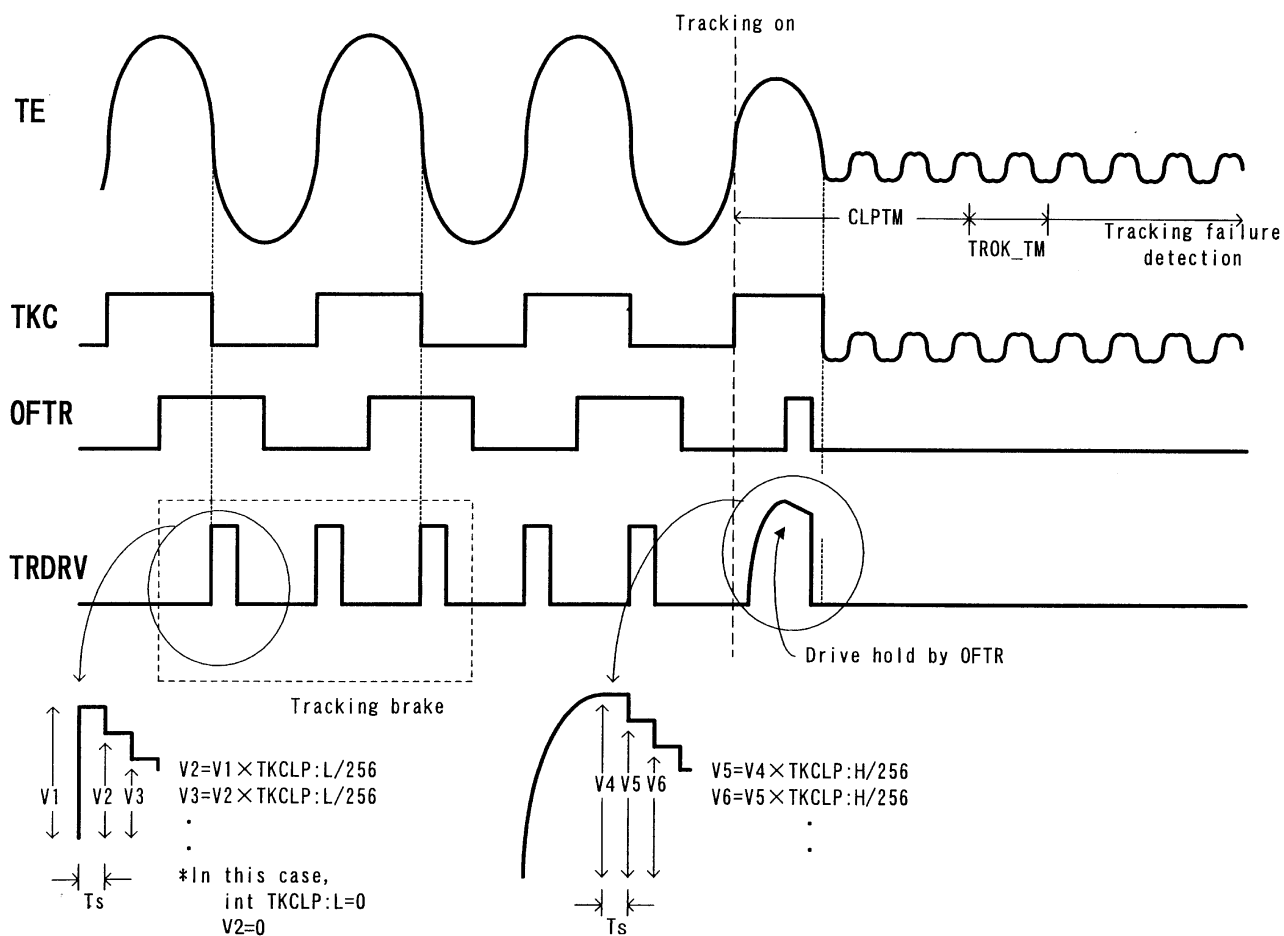 Tracking on
TE
CLPTM
TROK_TM
Tracking failure
detection
TKC
OFTR
TRDRV
Drive hold by OFTR
Tracking brake
V1
V2
V3
V2=V1×TKCLP:L/256
V3=V2×TKCLP:L/256
.
.
*In this case,
int TKCLP:L=0
V2=0
Ts
V4
V5
V6
V5=V4×TKCLP:H/256
V6=V5×TKCLP:H/256
.
.
Ts